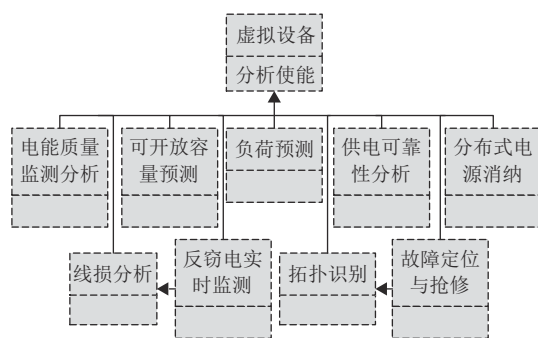 虚拟设备
分析使能
电能质量
监测分析
可开放容
量预测
负荷预测
供电可靠
性分析
分布式电
源消纳
线损分析
反窃电实
时监测
拓扑识别
故障定位
与抢修